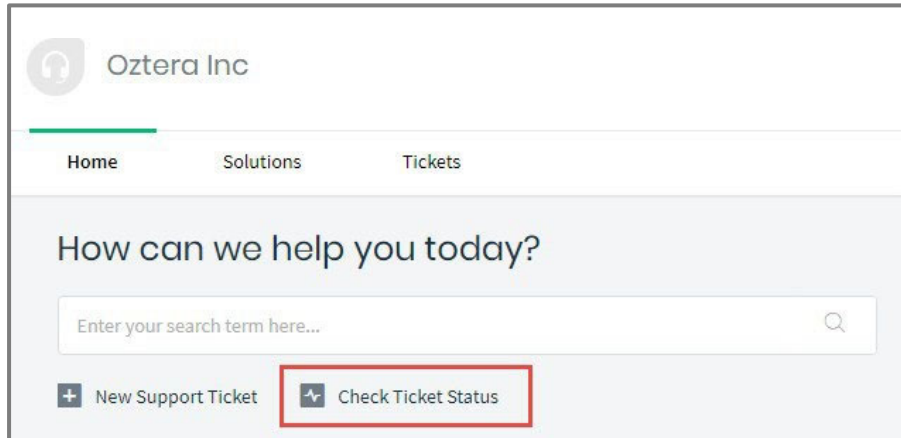 Oztera Inc
Home Solutions Tickets
How can we help you today?
Enter your search term here...
New Support Ticket Check Ticket Status